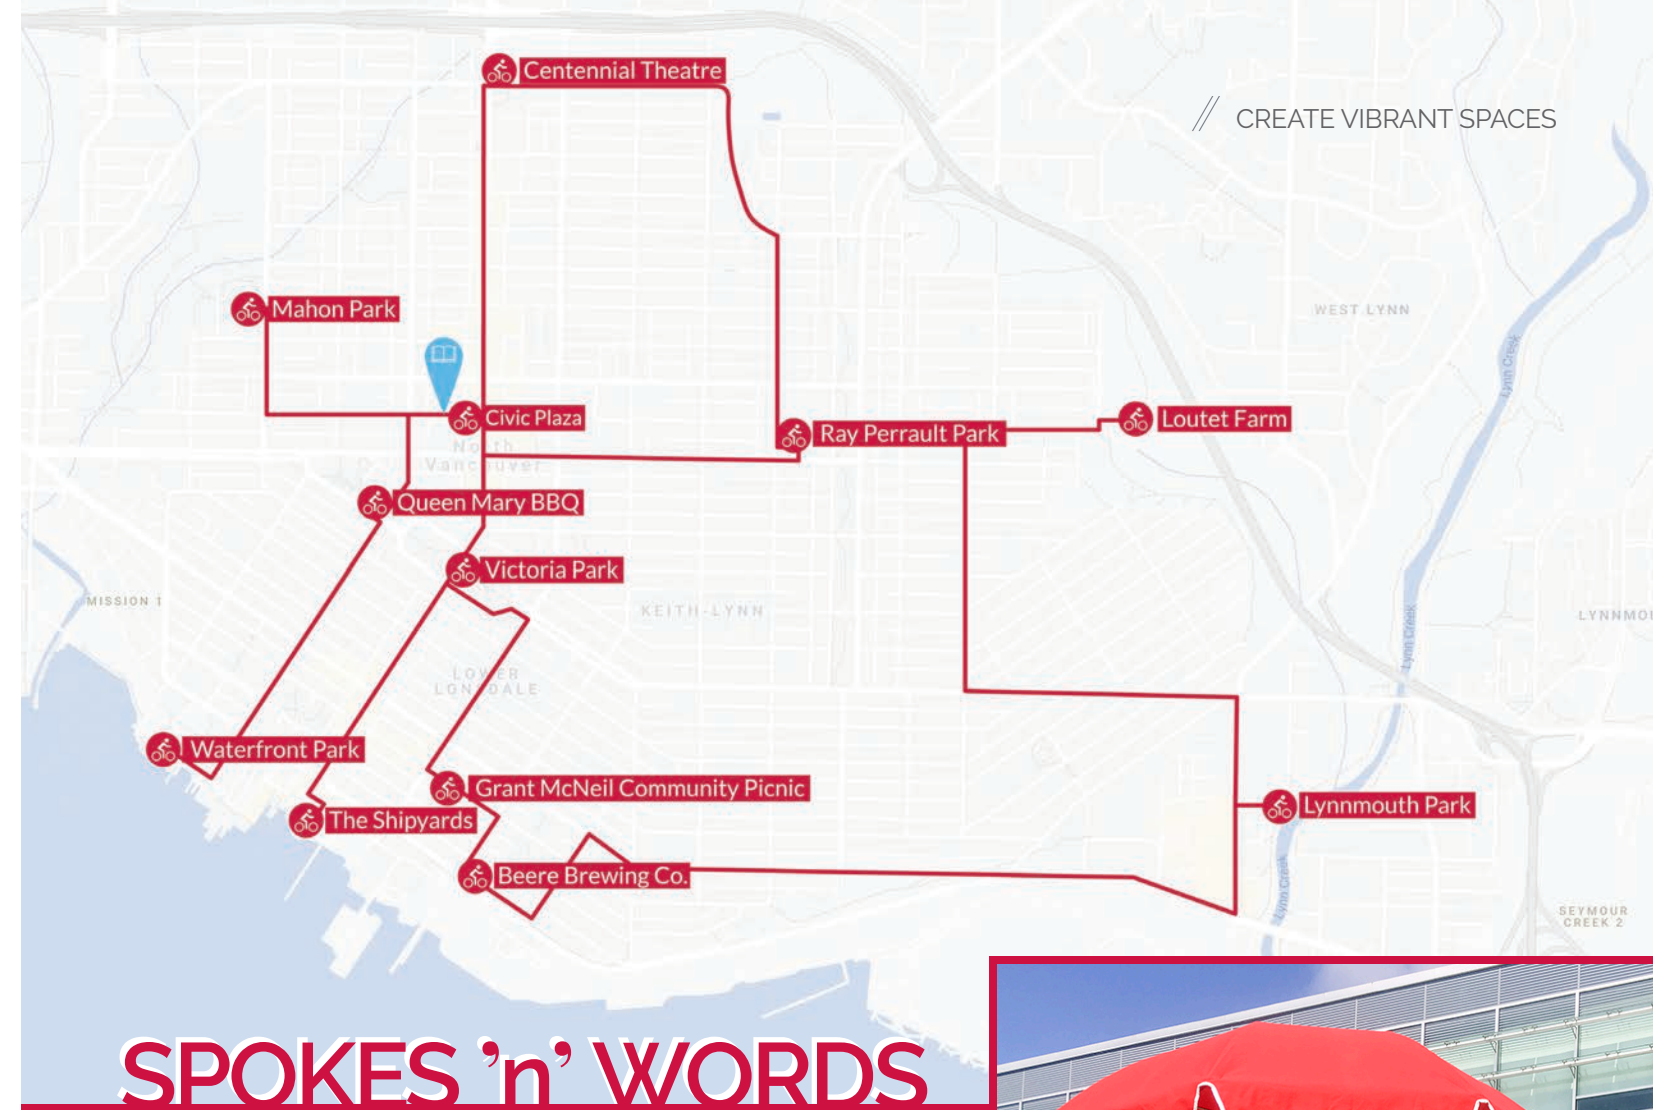 Centennial Theatre
// CREATE VIBRANT SPACES
Mahon Park
WEST LYNN
Lynn Creek
Civic Plaza
Ray Perrault Park
Loutet Farm
North
Vancouver
Queen Mary BBQ
Victoria Park
MISSION 1
KEITH-LYNN
Lynn Creek
LYNNMO
LOWER
LONSDALE
Waterfront Park
Grant McNeil Community Picnic
The Shipyards
Lynnmouth Park
Beere Brewing Co.
Lynn Creek
SEYMOUR
CREEK 2
SPOKES ’n’ WORDS